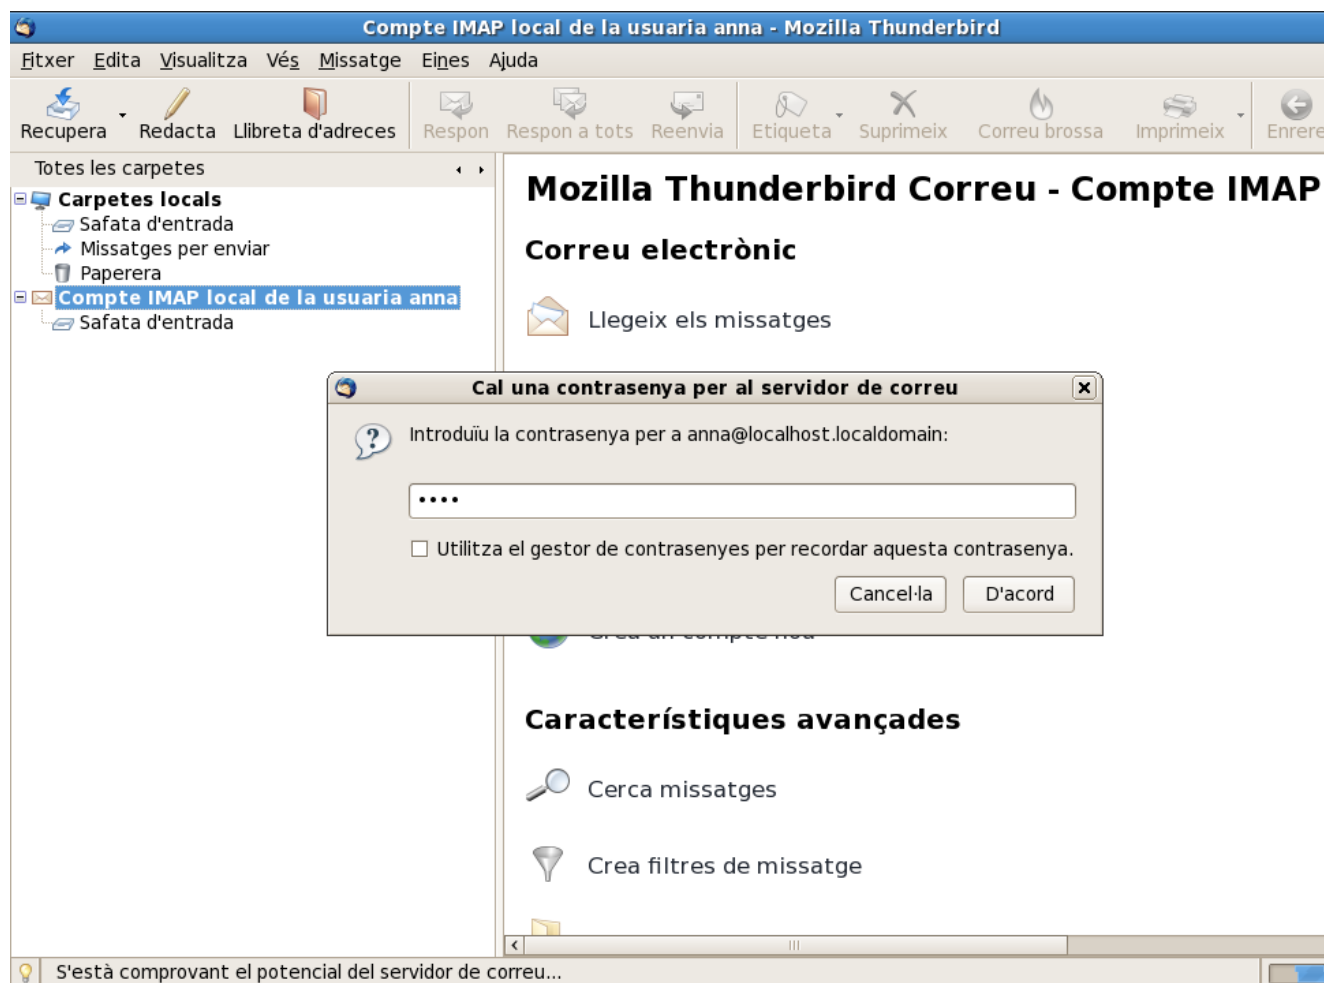 Compte IMAP local de la usuaria anna - Mozilla Thunderbird
Fitxer Edita Visualitza Vés Missatge Eines Ajuda
Recupera Redacta Llibreta d'adreces Respon Respon a tots Reenvia Etiqueta Suprimeix Correu brossa Imprimeix Enrere
Totes les carpetes
Carpetes locals
Safata d'entrada
Missatges per enviar
Paperera
Compte IMAP local de la usuaria anna
Safata d'entrada
Mozilla Thunderbird Correu - Compte IMAP
Correu electrònic
Llegeix els missatges
Cal una contrasenya per al servidor de correu
Introduïu la contrasenya per a anna@localhost.localdomain:
••••
Utilitza el gestor de contrasenyes per recordar aquesta contrasenya.
Cancel·la D'acord
Crea un compte nou
Característiques avançades
Cerca missatges
Crea filtres de missatge
S'està comprovant el potencial del servidor de correu...